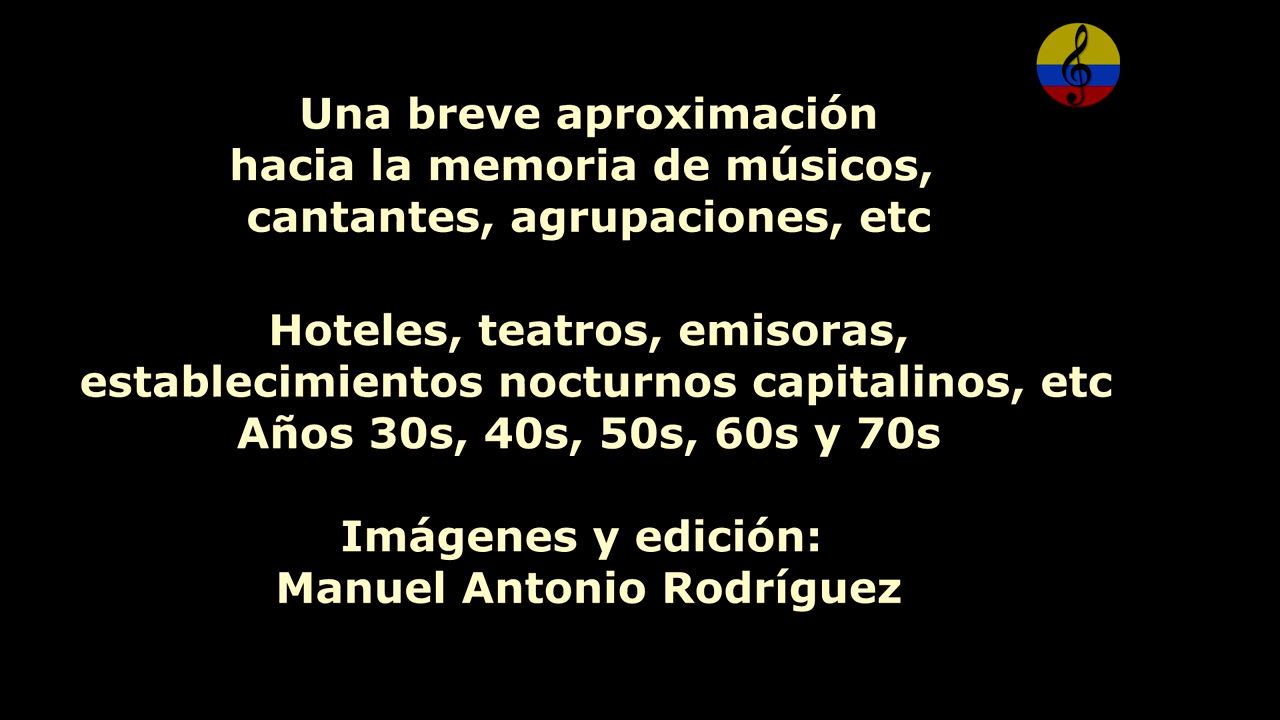 Una breve aproximación
hacia la memoria de músicos,
cantantes, agrupaciones, etc
Hoteles, teatros, emisoras,
establecimientos nocturnos capitalinos, etc
Años 30s, 40s, 50s, 60s y 70s
Imágenes y edición:
Manuel Antonio Rodríguez